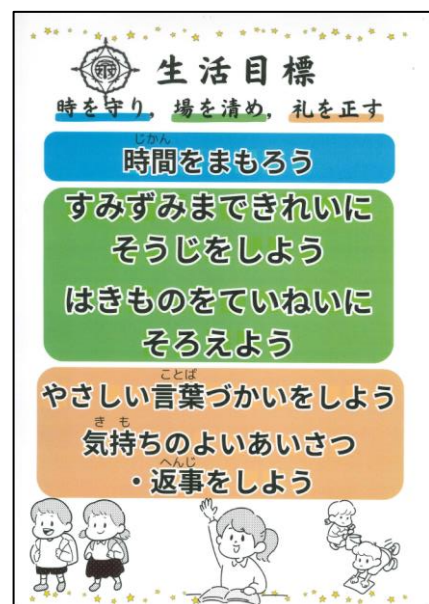 生活目標
時を守り，場を清め，礼を正す
じかん
時間をまもろう
すみずみまできれいに
そうじをしよう
はきものをていねいに
そろえよう
ことば
やさしい言葉づかいをしよう
きも
気持ちのよいあいさつ
へんじ
・返事をしよう